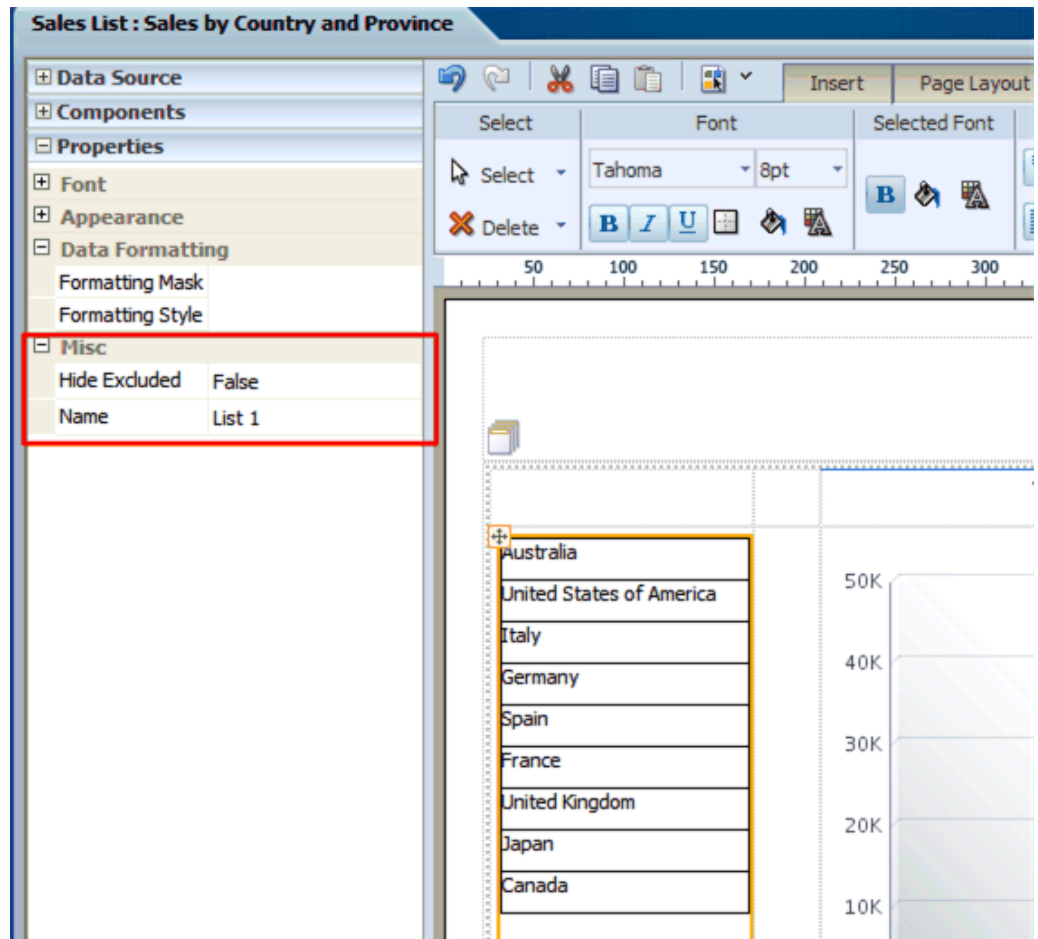 Sales List : Sales by Country and Province
Data Source
Components
Properties
Font
Appearance
Data Formatting
Formatting Mask
Formatting Style
Misc
Hide Excluded False
Name List 1
Insert Page Layout
Select Font Selected Font
Select Tahoma 8pt
B
Delete B I U
50 100 150 200 250 300
Australia
United States of America
Italy
Germany
Spain
France
United Kingdom
Japan
Canada
50K
40K
30K
20K
10K